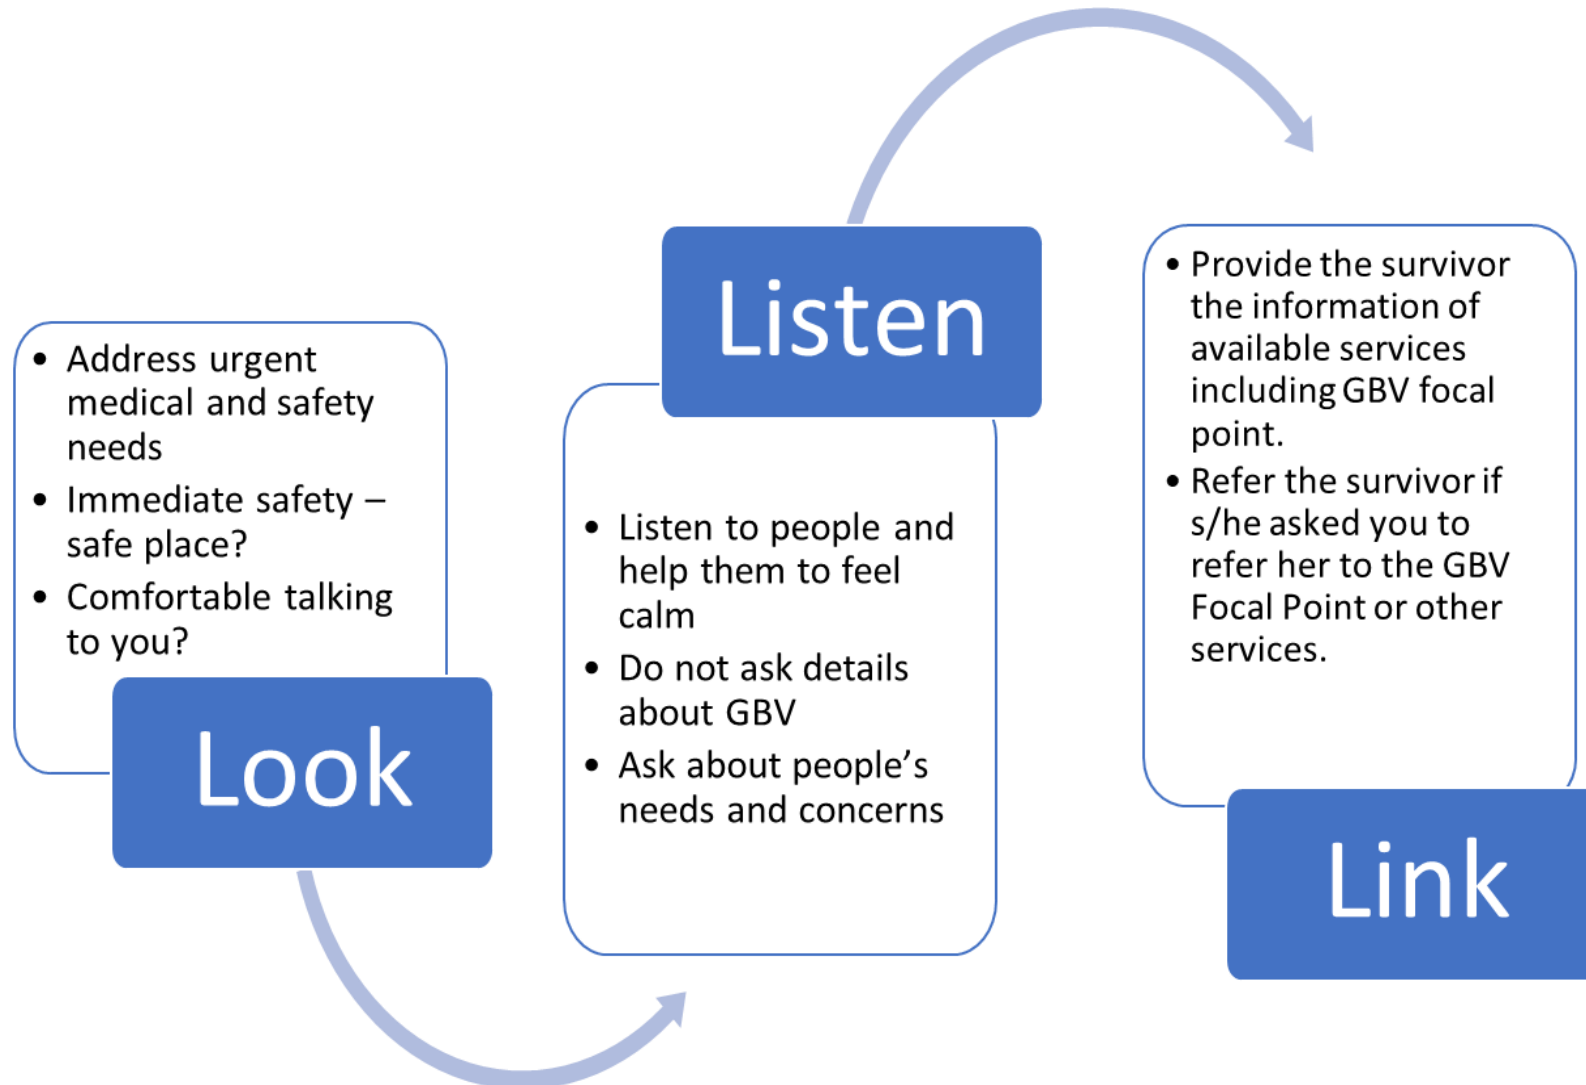 • Address urgent
medical and safety
needs
• Immediate safety –
safe place?
• Comfortable talking
to you?
Look
Listen
• Listen to people and
help them to feel
calm
• Do not ask details
about GBV
• Ask about people’s
needs and concerns
• Provide the survivor
the information of
available services
including GBV focal
point.
• Refer the survivor if
s/he asked you to
refer her to the GBV
Focal Point or other
services.
Link